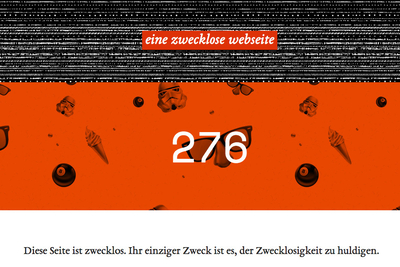 eine zwecklose webseite
276
Diese Seite ist zwecklos. Ihr einziger Zweck ist es, der Zwecklosigkeit zu huldigen.